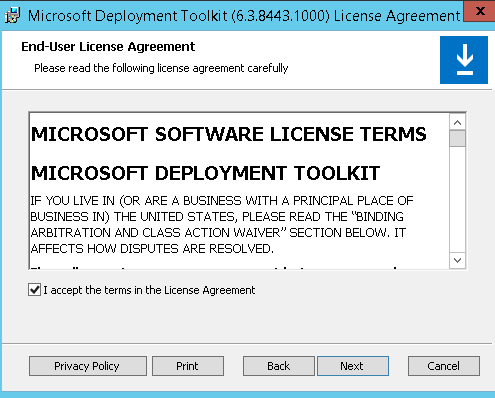 Microsoft Deployment Toolkit (6.3.8443.1000) License Agreement
x
End-User License Agreement
Please read the following license agreement carefully
MICROSOFT SOFTWARE LICENSE TERMS
MICROSOFT DEPLOYMENT TOOLKIT
IF YOU LIVE IN (OR ARE A BUSINESS WITH A PRINCIPAL PLACE OF
BUSINESS IN) THE UNITED STATES, PLEASE READ THE “BINDING
ARBITRATION AND CLASS ACTION WAIVER” SECTION BELOW. IT
AFFECTS HOW DISPUTES ARE RESOLVED.
I accept the terms in the License Agreement
Privacy Policy Print Back Next Cancel